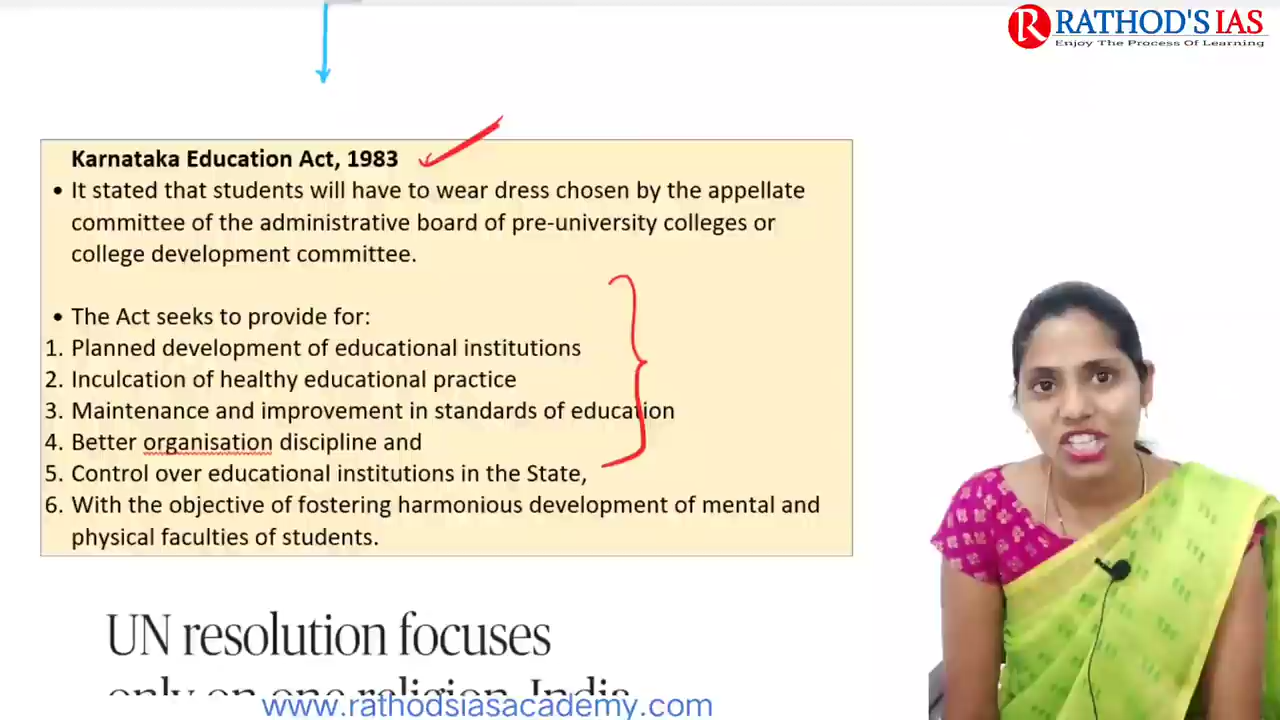 RATHOD'S IAS
Enjoy The Process Of Learning
Karnataka Education Act, 1983
• It stated that students will have to wear dress chosen by the appellate
committee of the administrative board of pre-university colleges or
college development committee.
• The Act seeks to provide for:
1. Planned development of educational institutions
2. Inculcation of healthy educational practice
3. Maintenance and improvement in standards of education
4. Better organisation discipline and
5. Control over educational institutions in the State,
6. With the objective of fostering harmonious development of mental and
physical faculties of students.
UN resolution focuses
only on one religion, India
www.rathodsiasacademy.com